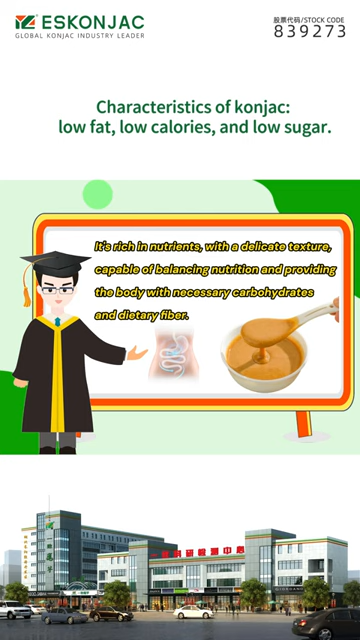 ESKONJAC
GLOBAL KONJAC INDUSTRY LEADER
股票代码/STOCK CODE
839273
Characteristics of konjac:
low fat, low calories, and low sugar.
It's rich in nutrients, with a delicate texture,
capable of balancing nutrition and providing
the body with necessary carbohydrates
and dietary fiber.